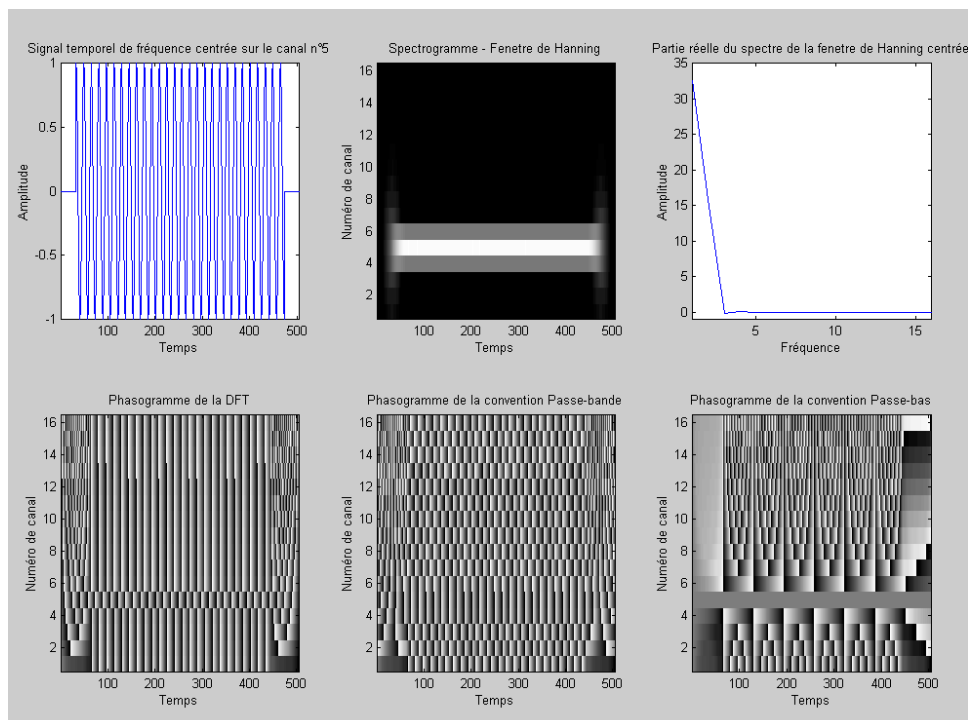 Signal temporel de fréquence centrée sur le canal n°5
1
0.5
0
-0.5
-1
Amplitude
100 200 300 400 500
Temps
Spectrogramme - Fenetre de Hanning
16
14
12
10
8
6
4
2
Numéro de canal
100 200 300 400 500
Temps
Partie réelle du spectre de la fenetre de Hanning centrée
35
30
25
20
15
10
5
0
Amplitude
5 10 15
Fréquence
Phasogramme de la DFT
16
14
12
10
8
6
4
2
Numéro de canal
100 200 300 400 500
Temps
Phasogramme de la convention Passe-bande
16
14
12
10
8
6
4
2
Numéro de canal
100 200 300 400 500
Temps
Phasogramme de la convention Passe-bas
16
14
12
10
8
6
4
2
Numéro de canal
100 200 300 400 500
Temps